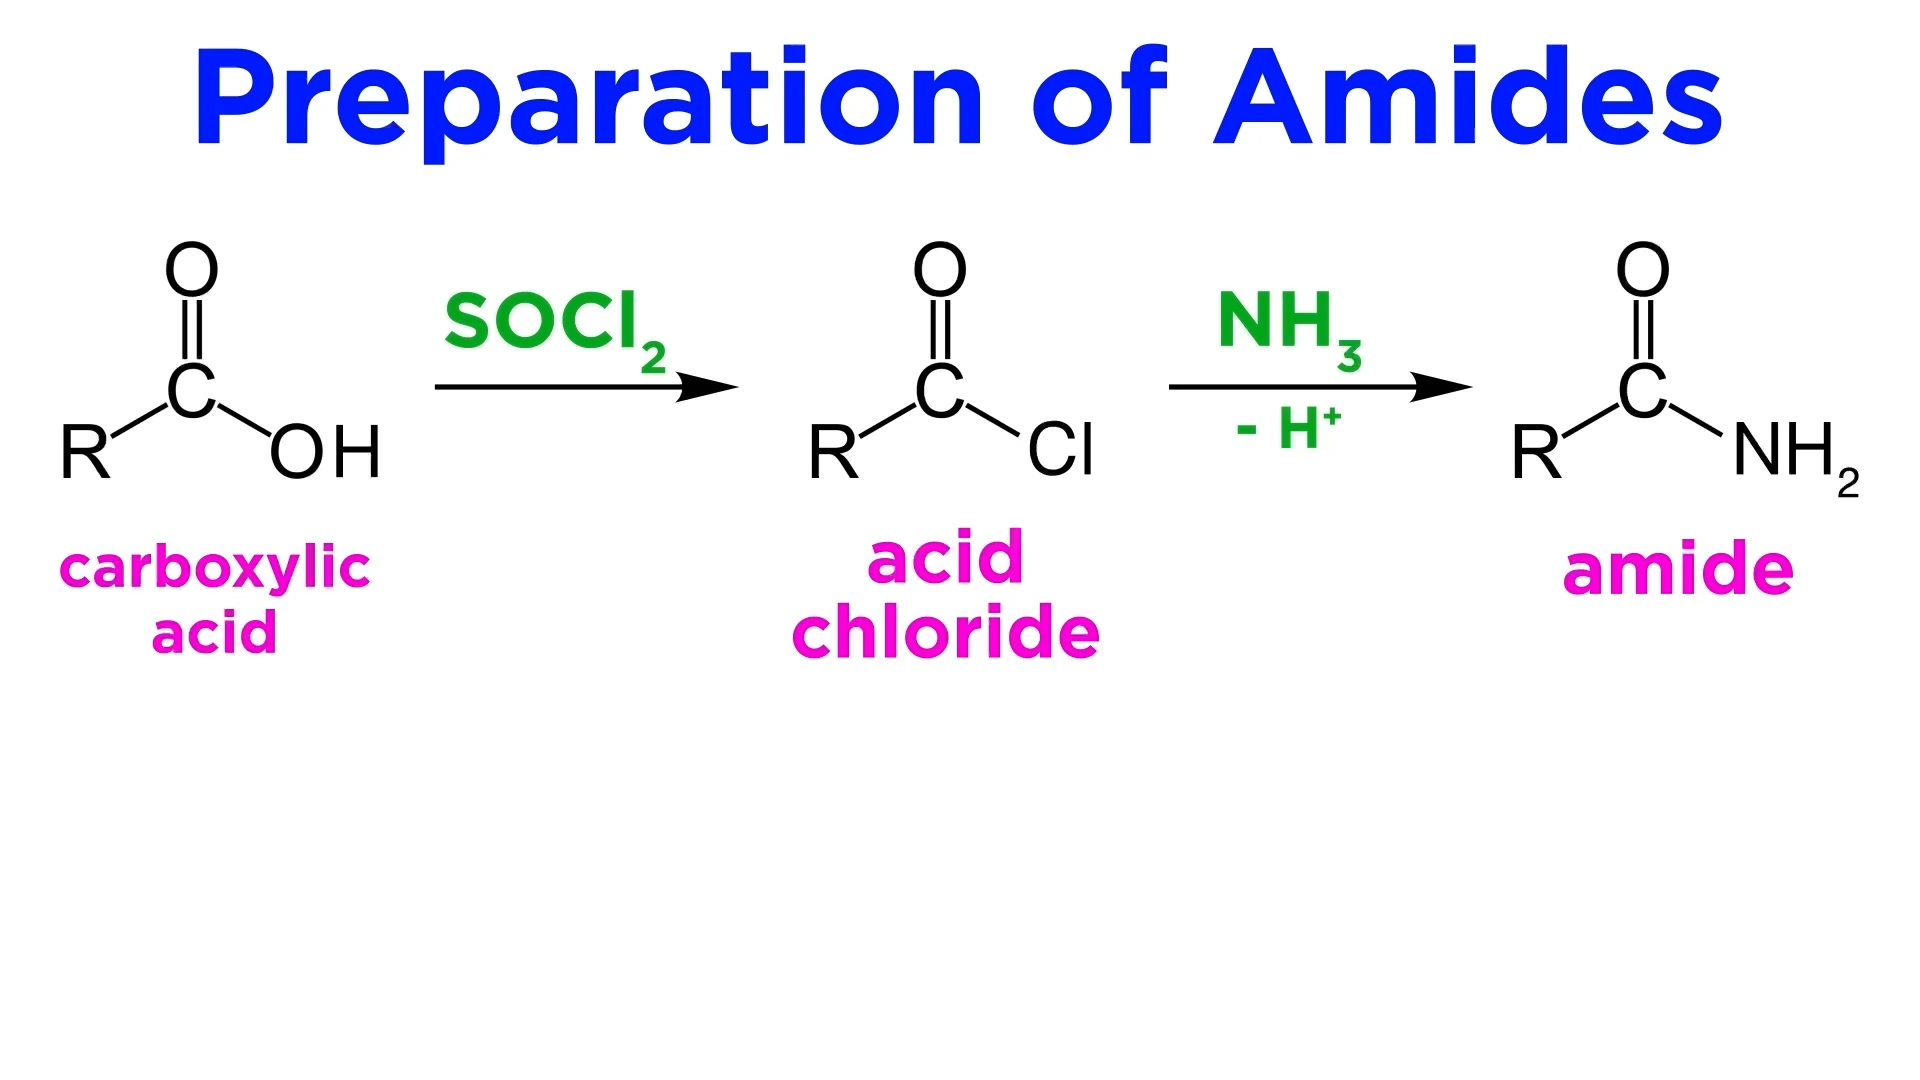 Preparation of Amides
O
C
R
OH
SOCl₂
O
C
R
Cl
NH₃
- H⁺
O
C
R
NH₂
carboxylic
acid
acid
chloride
amide